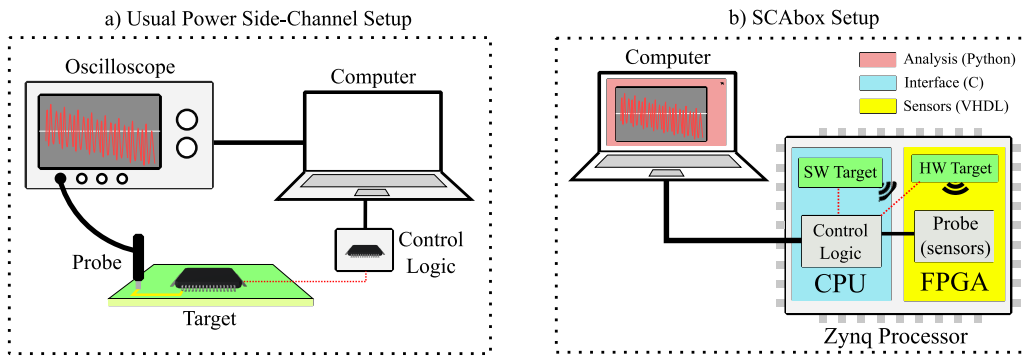 a) Usual Power Side-Channel Setup
Oscilloscope
Computer
Probe
Control
Logic
Target
b) SCAbox Setup
Computer
Analysis (Python)
Interface (C)
Sensors (VHDL)
SW Target
HW Target
Control
Logic
Probe
(sensors)
CPU
FPGA
Zynq Processor